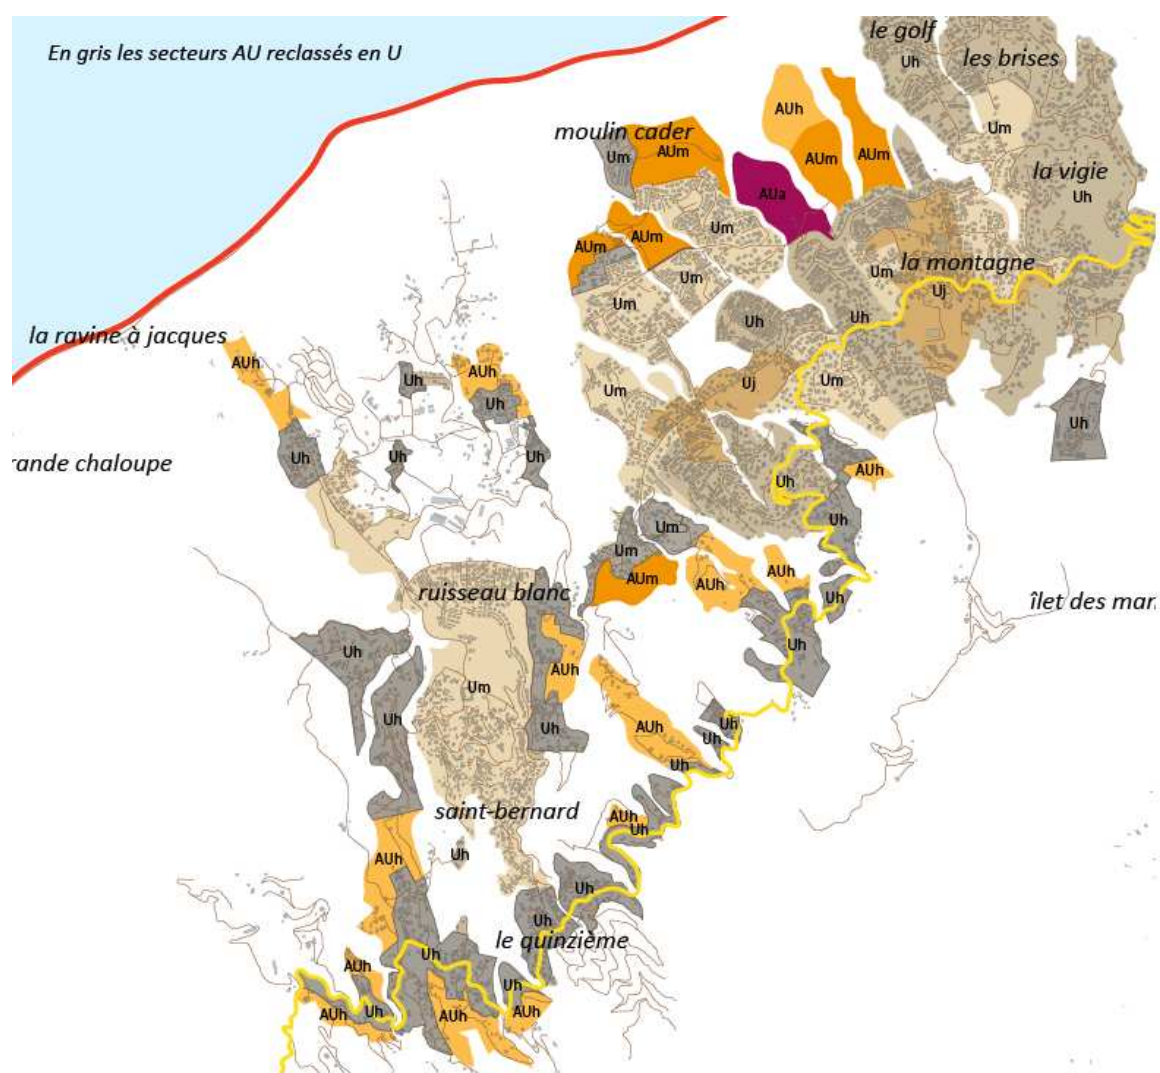 En gris les secteurs AU reclassés en U
le golf
Uh
les brises
Um
AUh
moulin cader
Um
AUm
AUm
AUm
la vigie
Uh
AUa
Um
AUm
AUm
Um
Um
la montagne
Um
Uj
Uh
Uh
la ravine à jacques
AUh
Uh
AUh
Uh
Um
Uj
Um
Uh
rande chaloupe
Uh
Uh
Uh
Uh
AUh
Uh
Um
Um
AUm
AUh
AUh
Uh
ruisseau blanc
îlet des mar
Uh
Uh
AUh
Um
Uh
Uh
AUh
Uh
Uh
Uh
saint-bernard
AUh
Uh
AUh
Uh
Uh
Uh
le quinzième
Uh
AUh
Uh
AUh
Uh
AUh
AUh